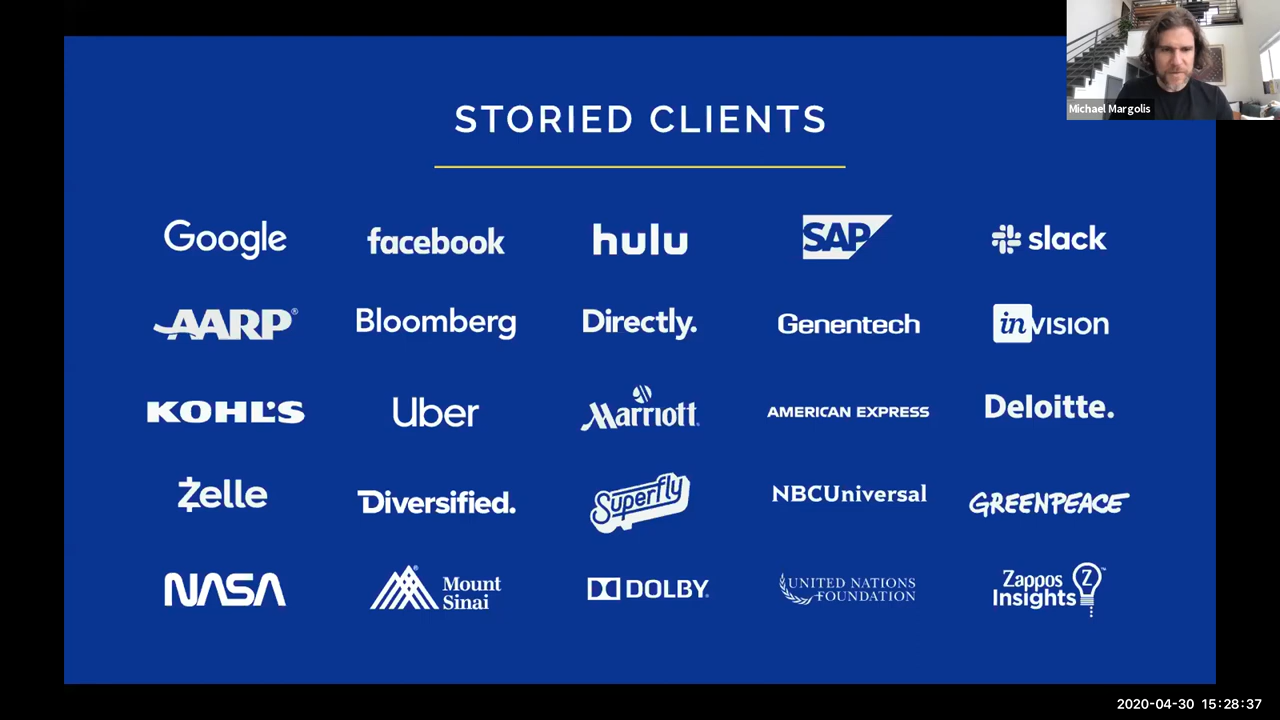 Michael Margolis
STORIED CLIENTS
Google facebook hulu SAP slack
AARP® Bloomberg Directly. Genentech invision
KOHL'S Uber Marriott AMERICAN EXPRESS Deloitte.
Zelle Diversified. Superfly NBCUniversal GREENPEACE
NASA Mount Sinai DOLBY UNITED NATIONS FOUNDATION Zappos Insights™
2020-04-30 15:28:37